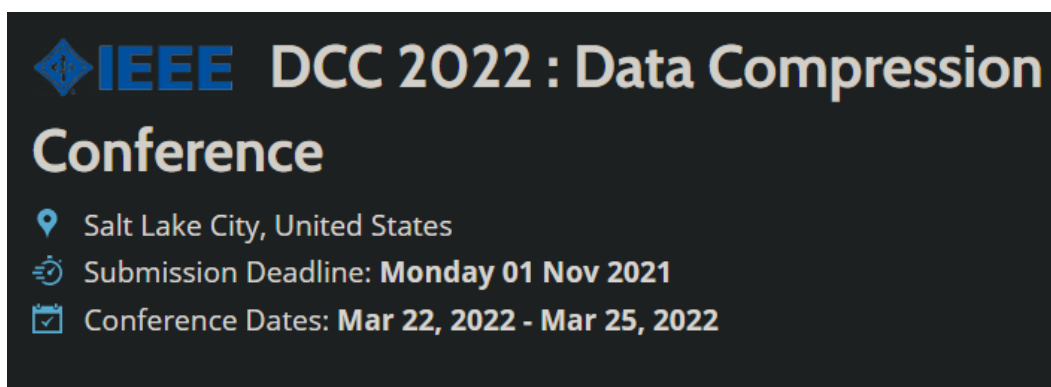 IEEE DCC 2022 : Data Compression
Conference
Salt Lake City, United States
Submission Deadline: Monday 01 Nov 2021
Conference Dates: Mar 22, 2022 - Mar 25, 2022